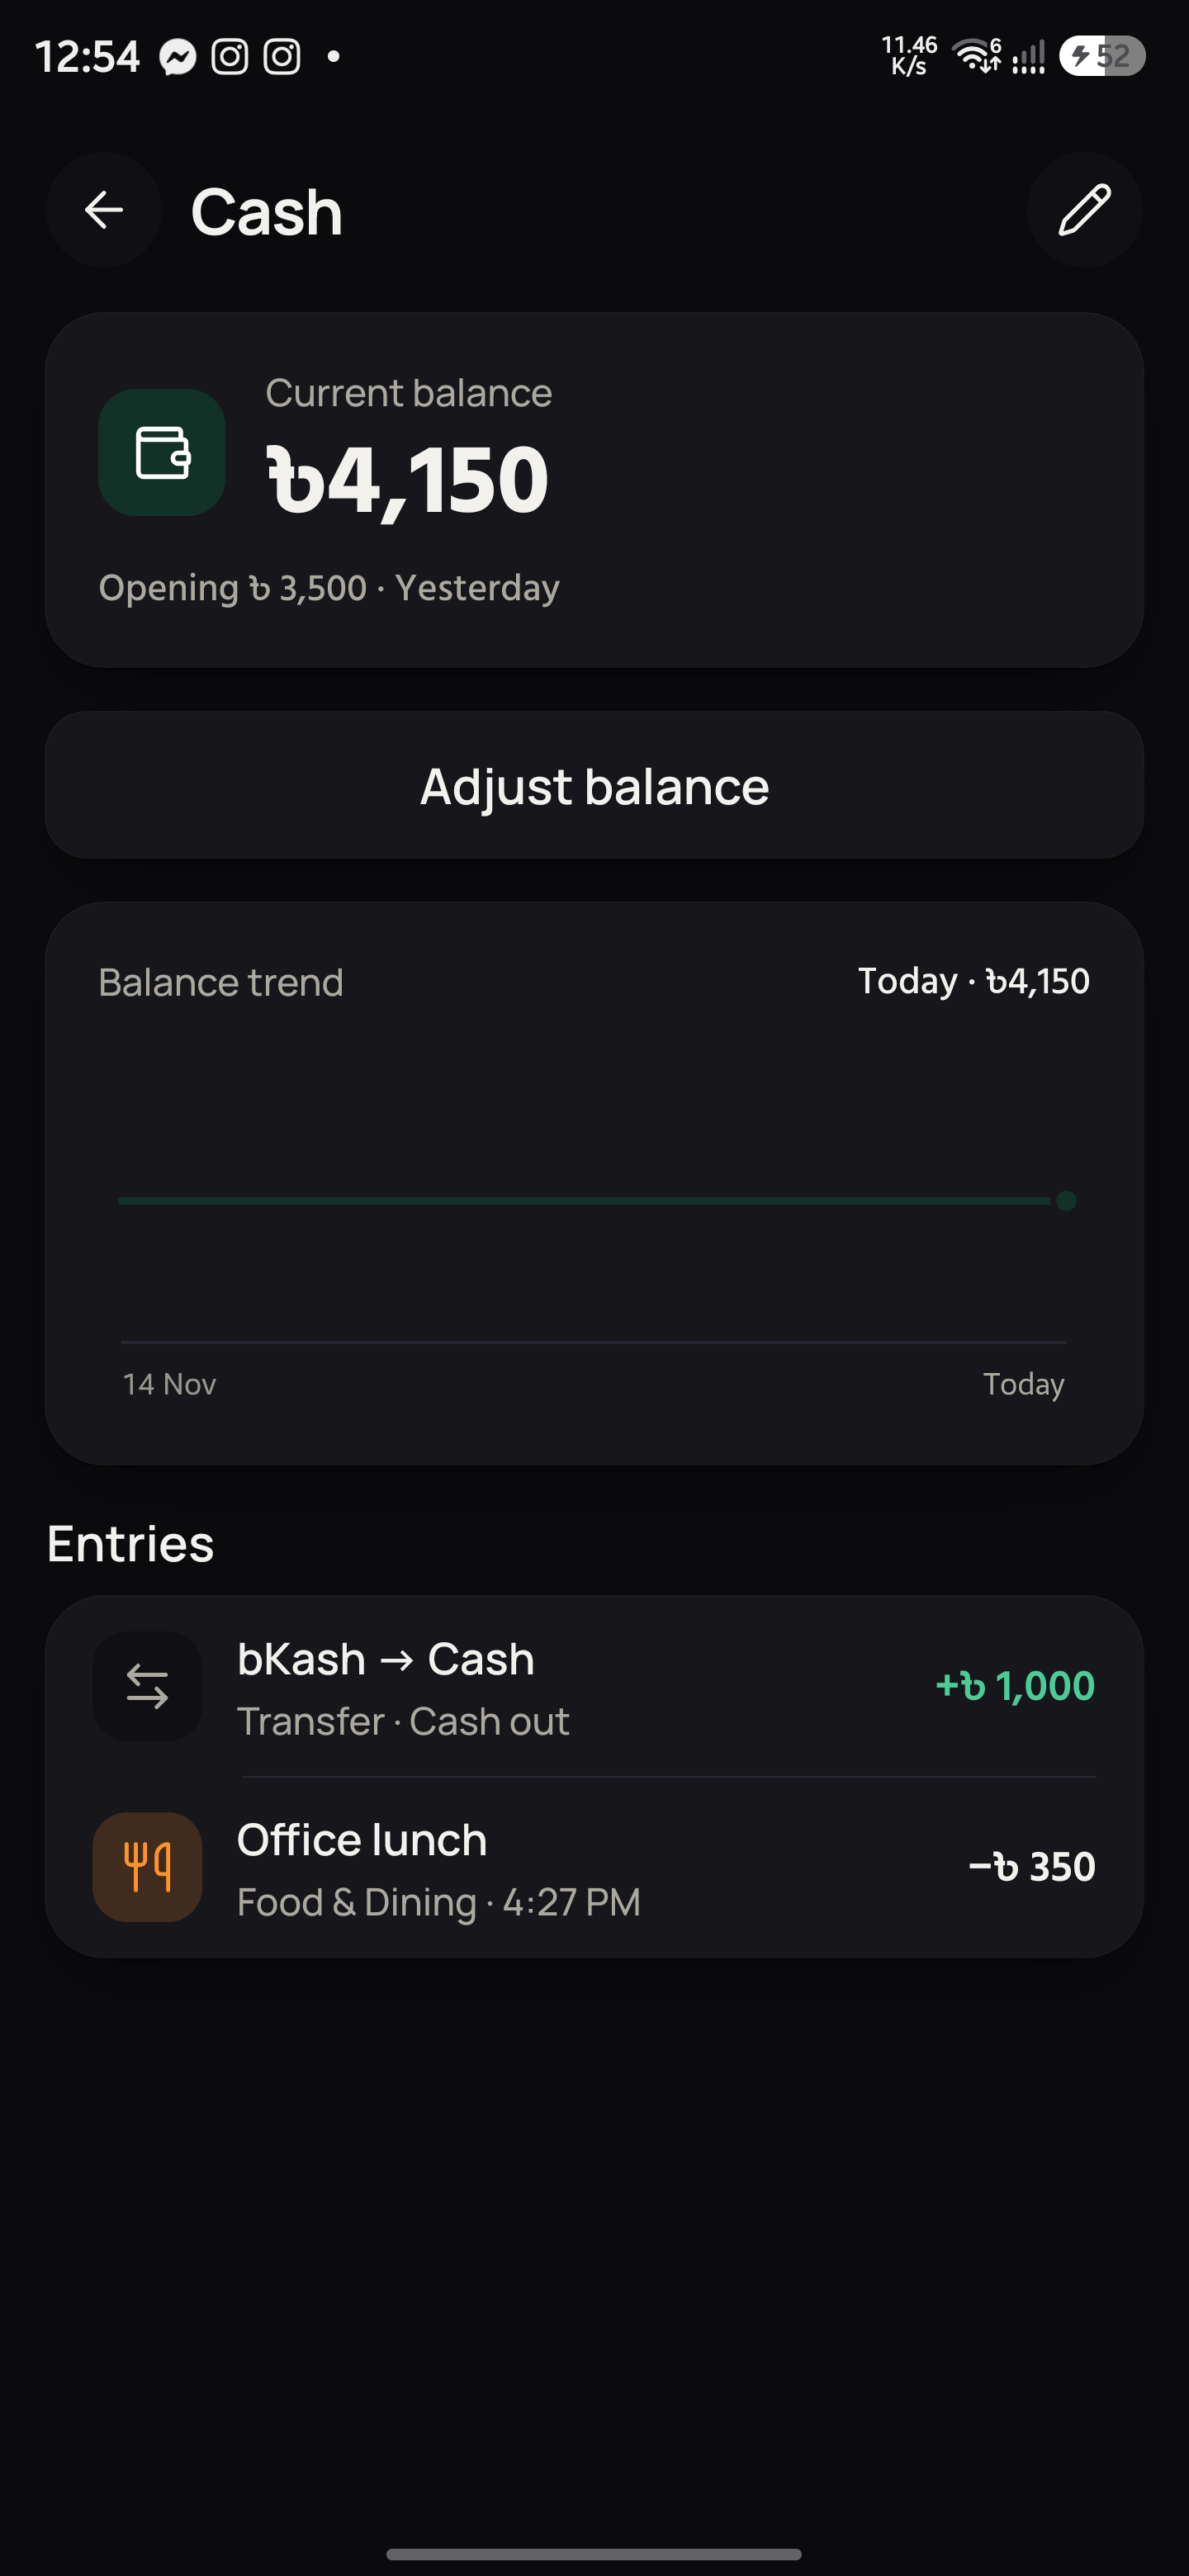 12:54
11.46
K/s
6
52
Cash
Current balance
৳4,150
Opening ৳ 3,500 · Yesterday
Adjust balance
Balance trend
Today · ৳4,150
14 Nov
Today
Entries
bKash → Cash
+৳ 1,000
Transfer · Cash out
Office lunch
−৳ 350
Food & Dining · 4:27 PM